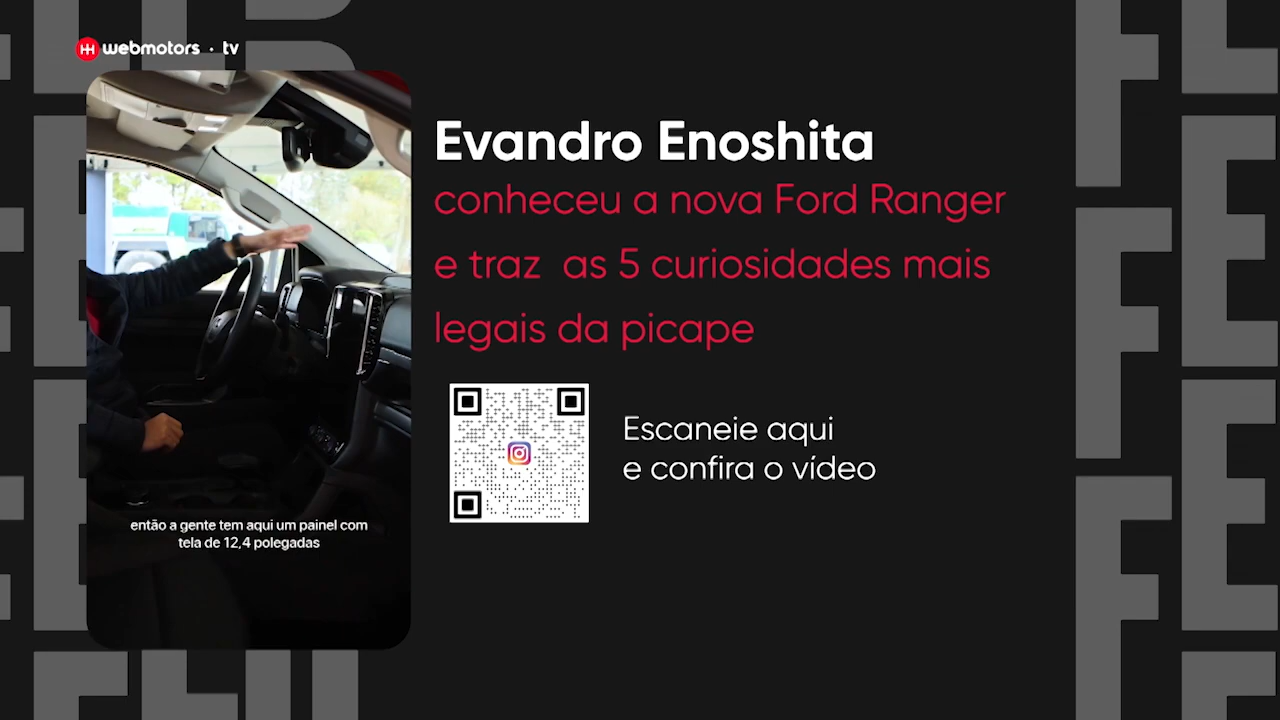 webmotors · tv
Evandro Enoshita
conheceu a nova Ford Ranger
e traz as 5 curiosidades mais
legais da picape
Escaneie aqui
e confira o vídeo
então a gente tem aqui um painel com
tela de 12,4 polegadas